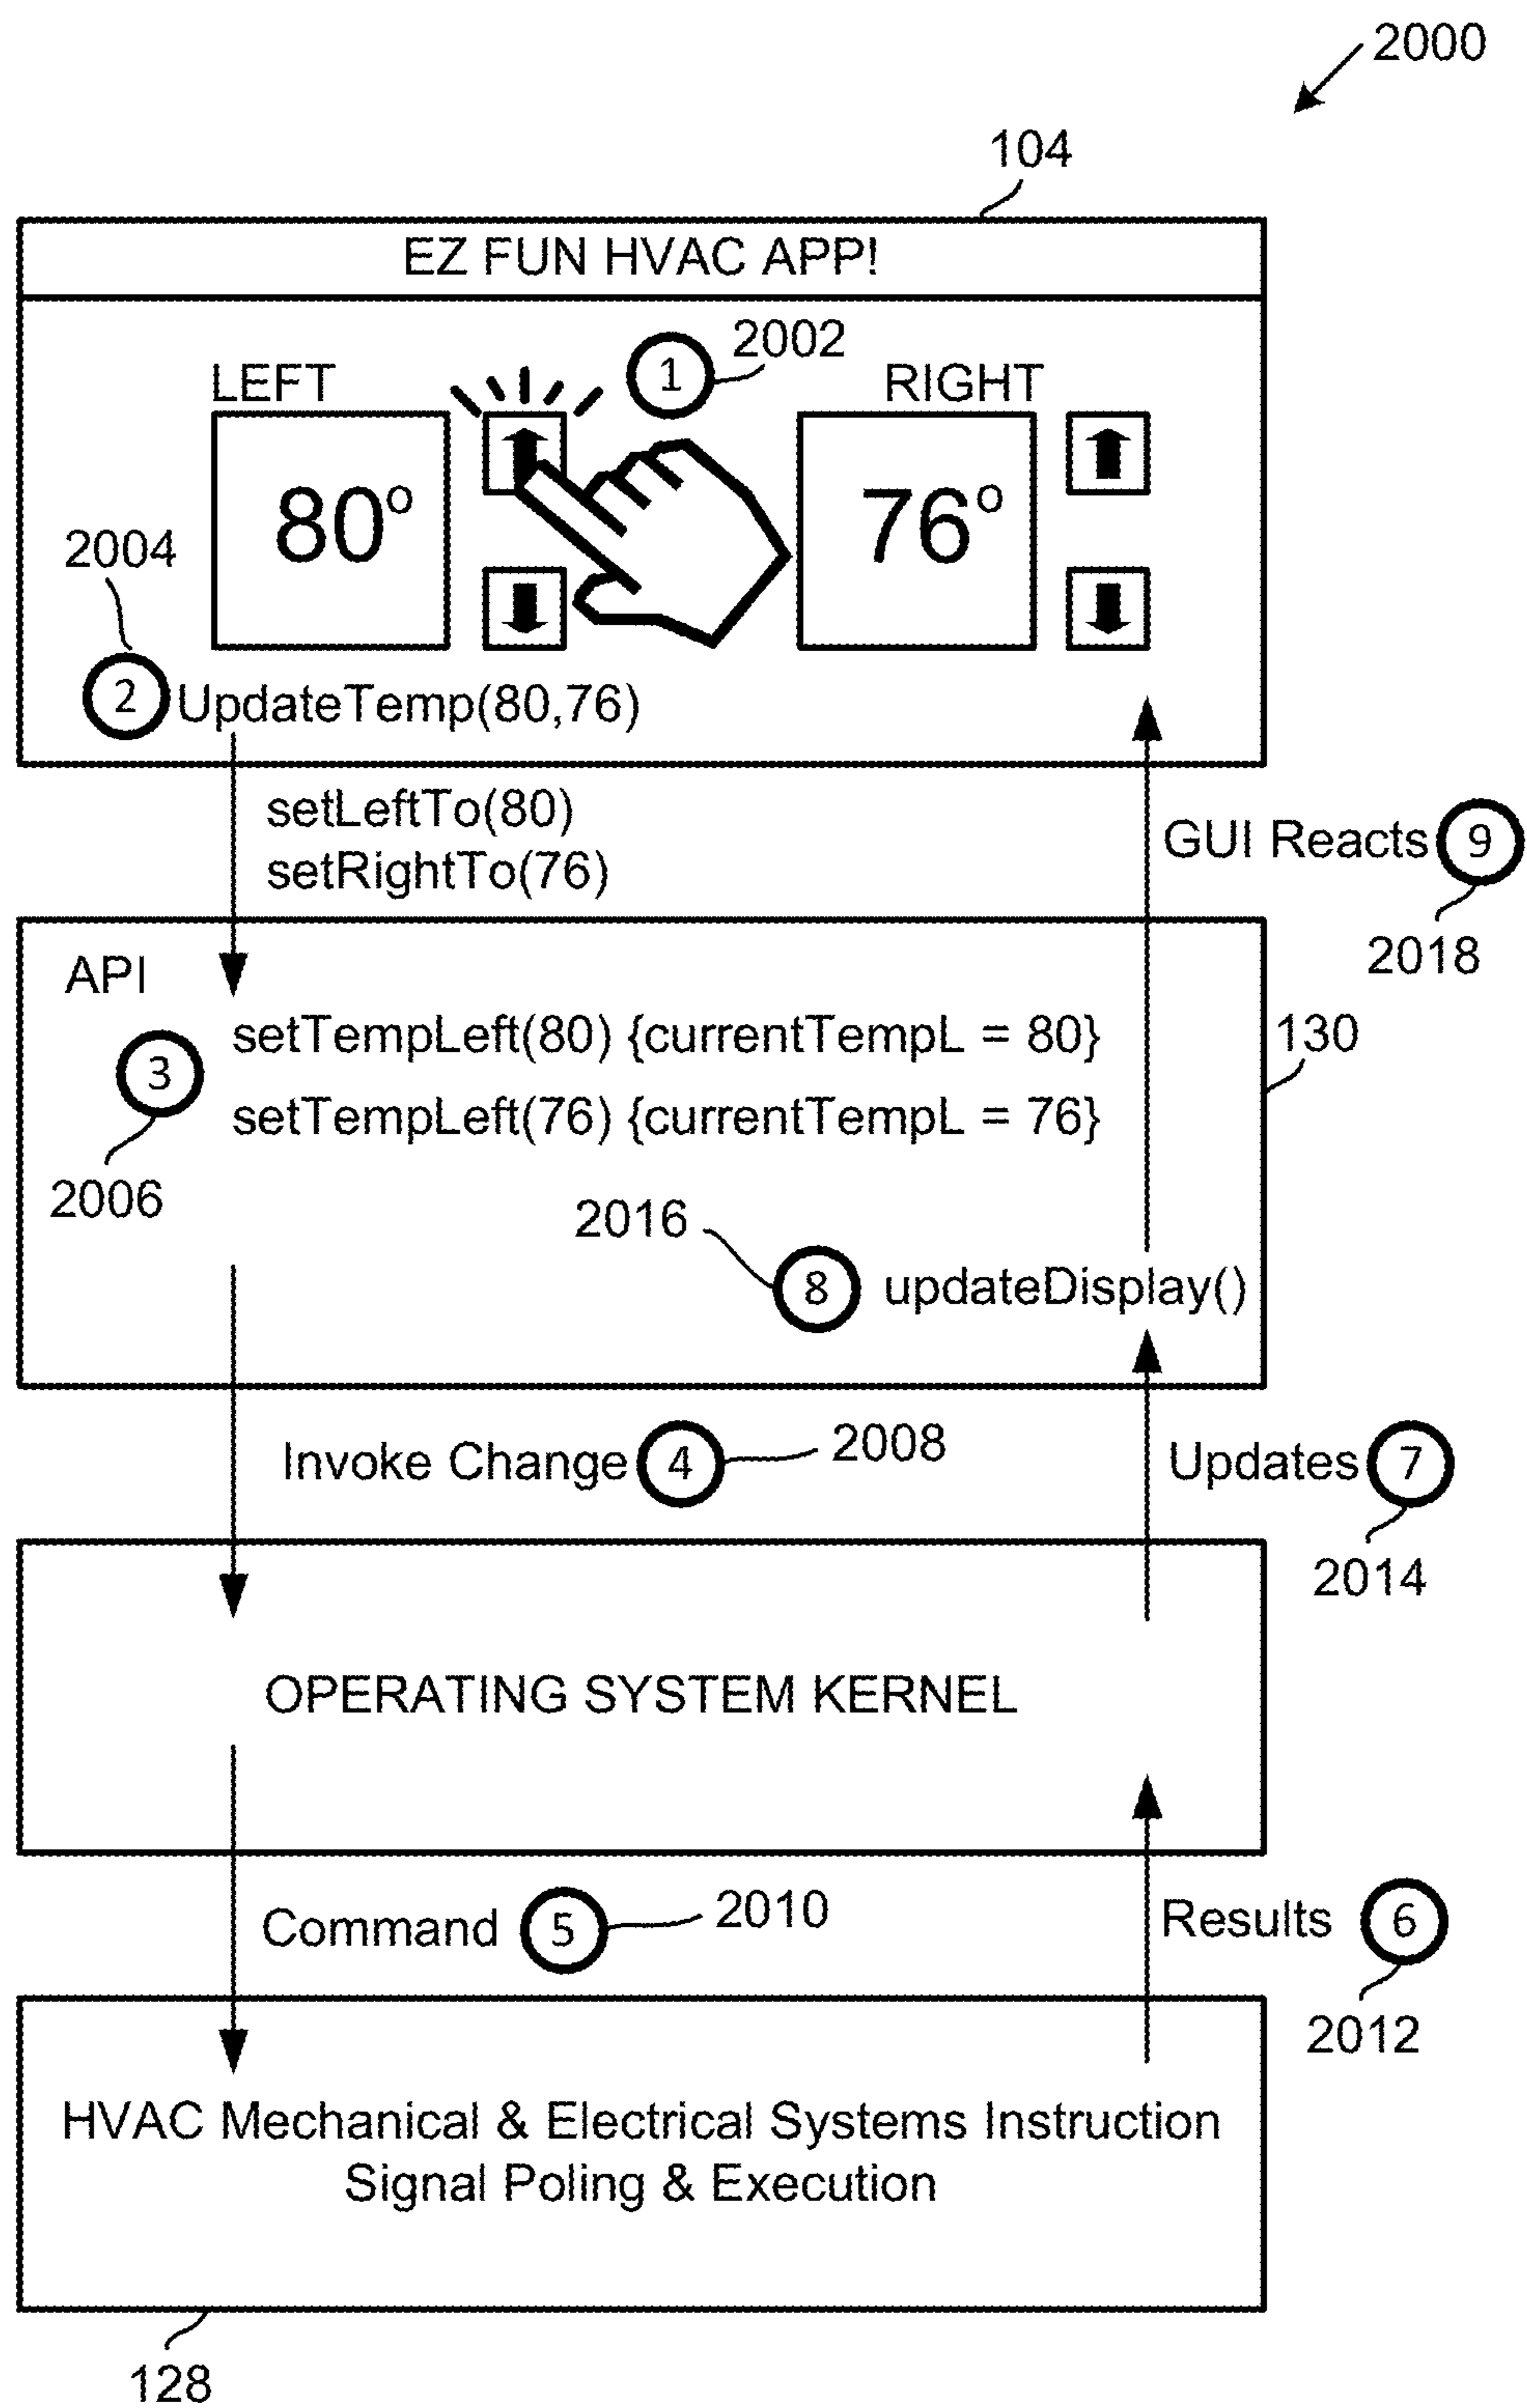 2000
104
EZ FUN HVAC APP!
1 2002
LEFT
RIGHT
80°
76°
2004
2 UpdateTemp(80,76)
setLeftTo(80)
setRightTo(76)
GUI Reacts 9
2018
API
130
3
setTempLeft(80) {currentTempL = 80}
setTempLeft(76) {currentTempL = 76}
2006
2016
8 updateDisplay()
Invoke Change 4 2008
Updates 7
2014
OPERATING SYSTEM KERNEL
Command 5 2010
Results 6
2012
HVAC Mechanical & Electrical Systems Instruction
Signal Poling & Execution
128